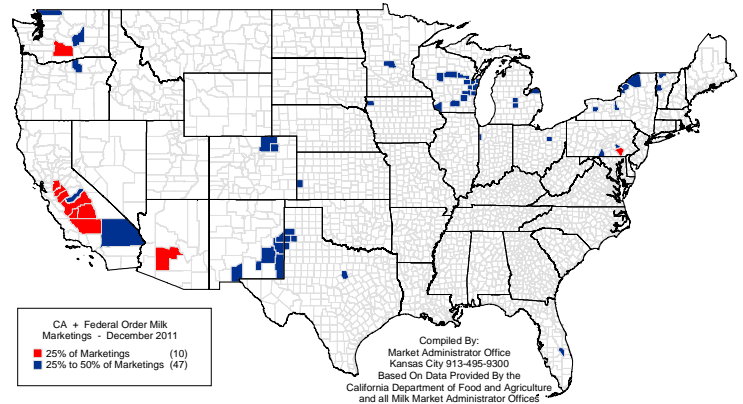 CA + Federal Order Milk
Marketings - December 2011
25% of Marketings (10)
25% to 50% of Marketings (47)
Compiled By:
Market Administrator Office
Kansas City 913-495-9300
Based On Data Provided By the
California Department of Food and Agriculture
and all Milk Market Administrator Offices